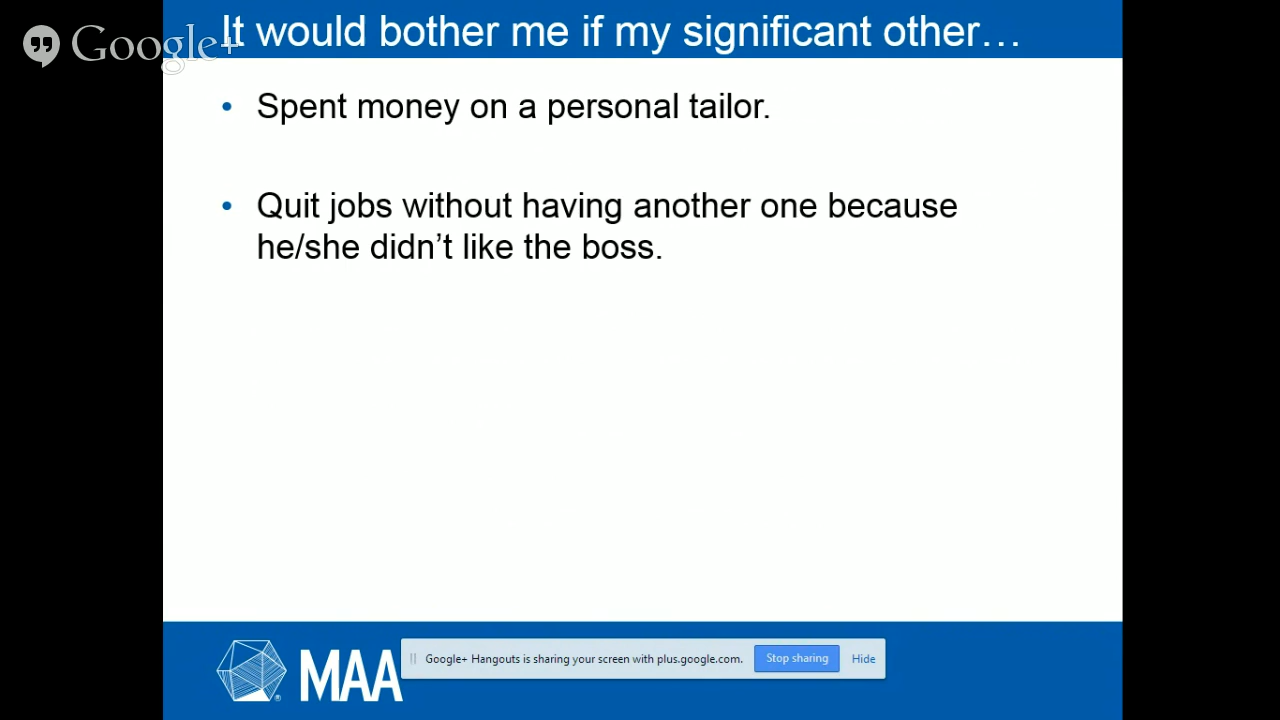 Google+
It would bother me if my significant other…
• Spent money on a personal tailor.
• Quit jobs without having another one because
he/she didn’t like the boss.
MAA
®
Google+ Hangouts is sharing your screen with plus.google.com.
Stop sharing
Hide